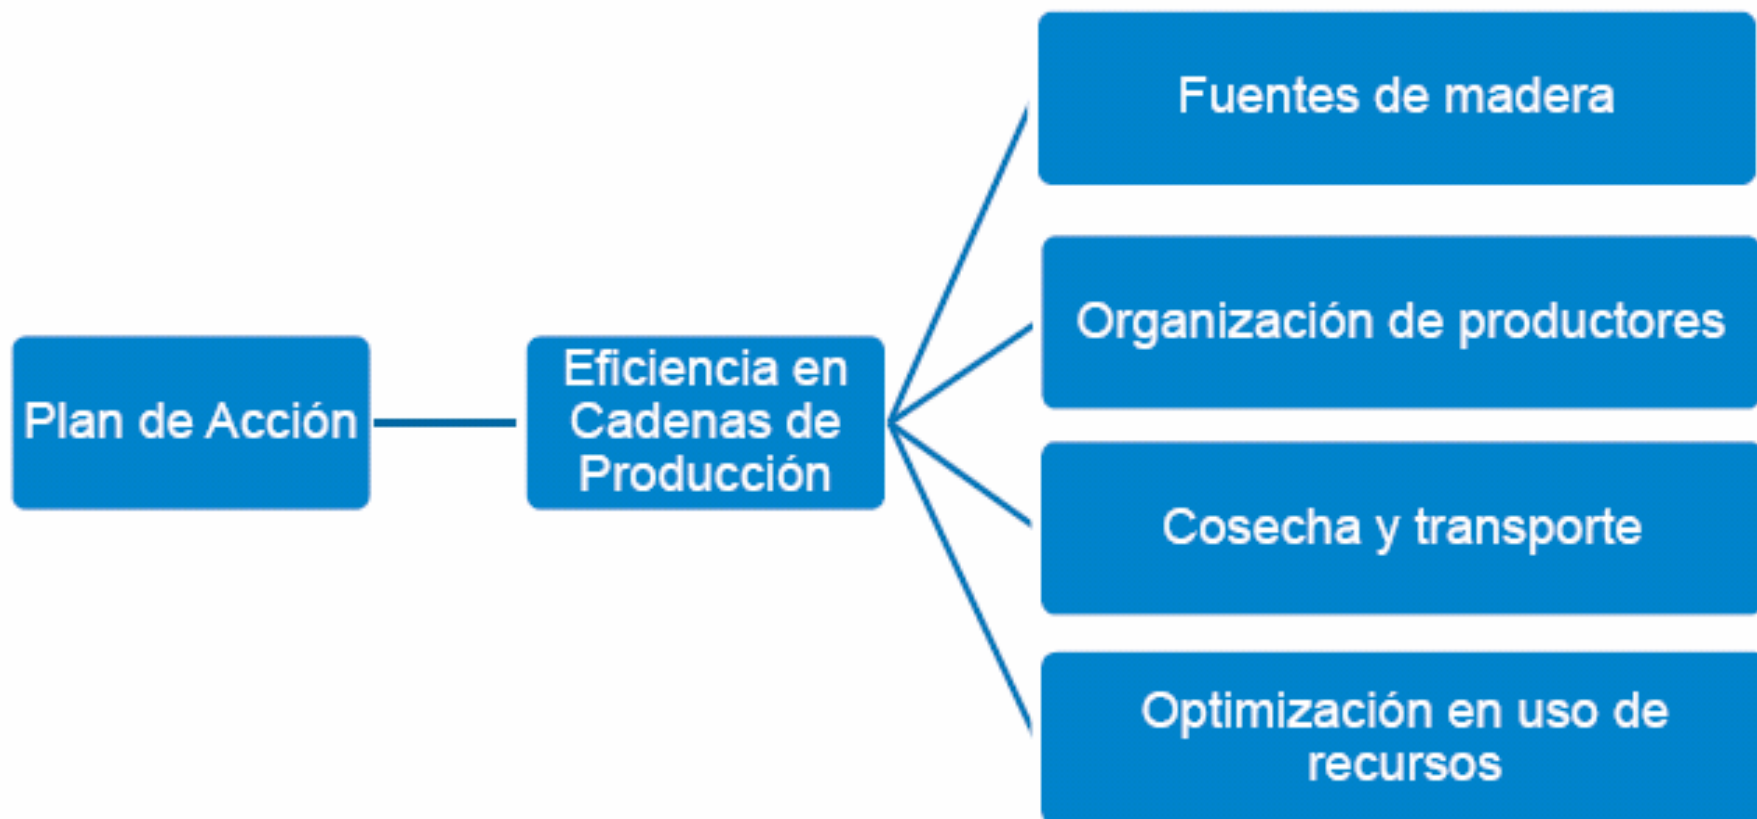 Plan de Acción
Eficiencia en
Cadenas de
Producción
Fuentes de madera
Organización de productores
Cosecha y transporte
Optimización en uso de
recursos